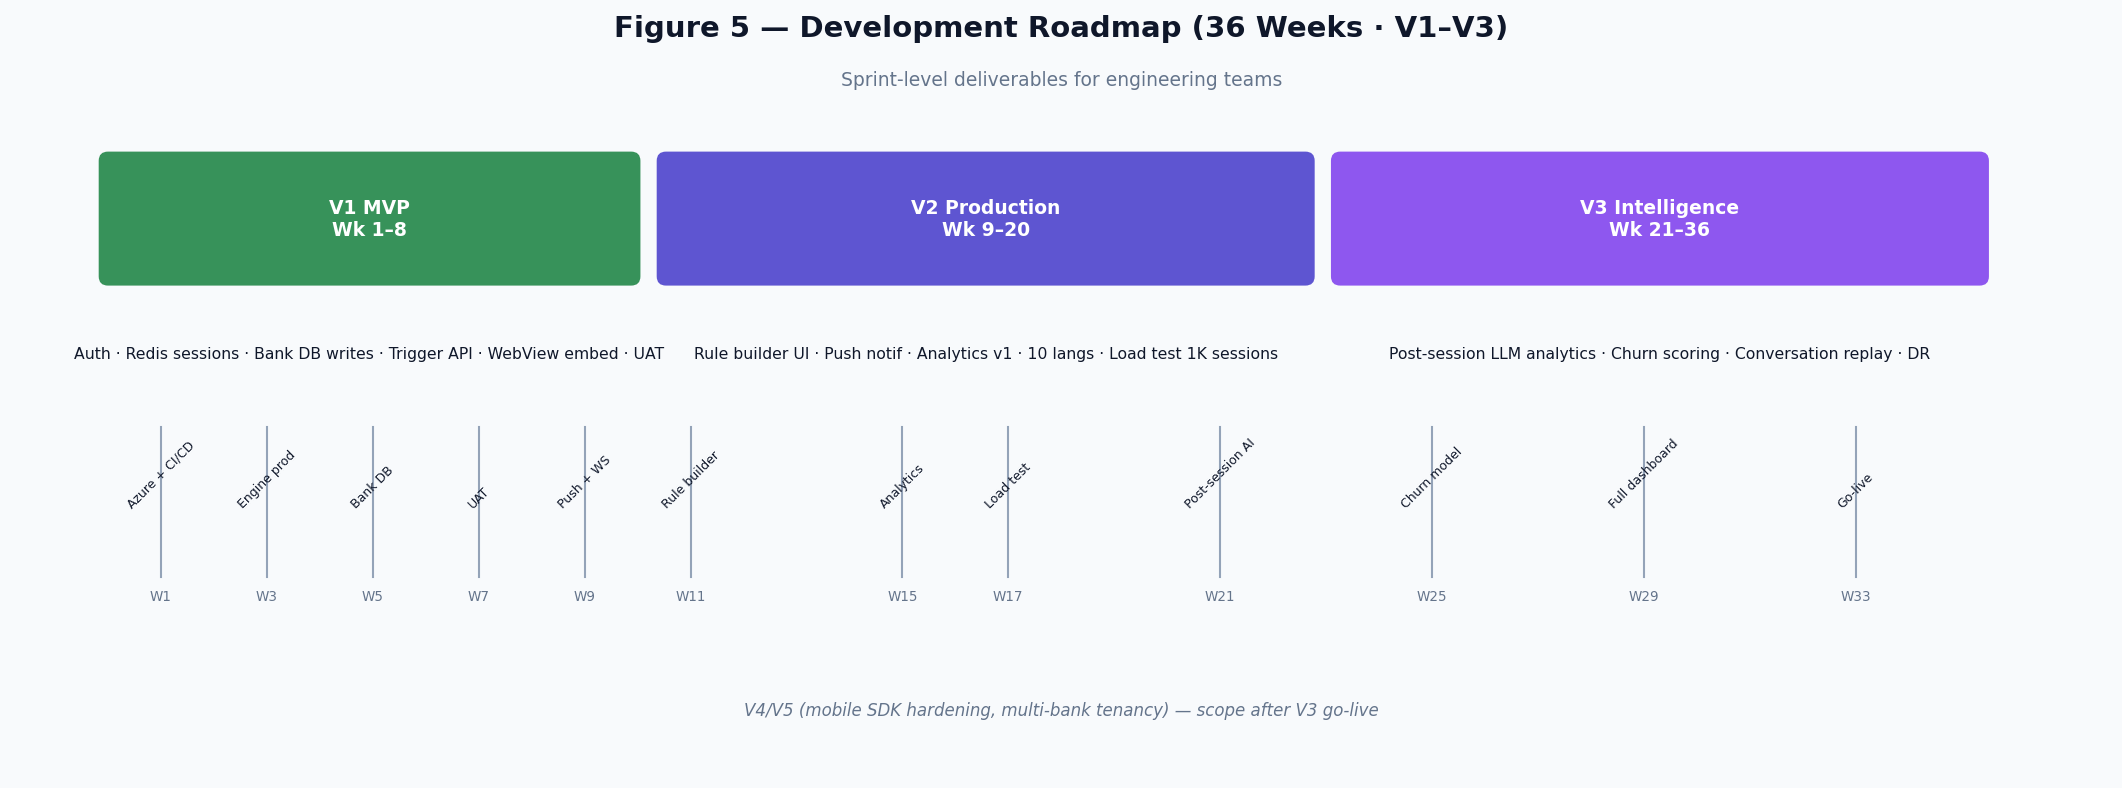 Figure 5 — Development Roadmap (36 Weeks · V1–V3)
Sprint-level deliverables for engineering teams
V1 MVP
Wk 1–8
V2 Production
Wk 9–20
V3 Intelligence
Wk 21–36
Auth · Redis sessions · Bank DB writes · Trigger API · WebView embed · UAT
Rule builder UI · Push notif · Analytics v1 · 10 langs · Load test 1K sessions
Post-session LLM analytics · Churn scoring · Conversation replay · DR
Azure + CI/CD
Engine prod
Bank DB
UAT
Push + WS
Rule builder
Analytics
Load test
Post-session AI
Churn model
Full dashboard
Go-live
W1
W3
W5
W7
W9
W11
W15
W17
W21
W25
W29
W33
V4/V5 (mobile SDK hardening, multi-bank tenancy) — scope after V3 go-live